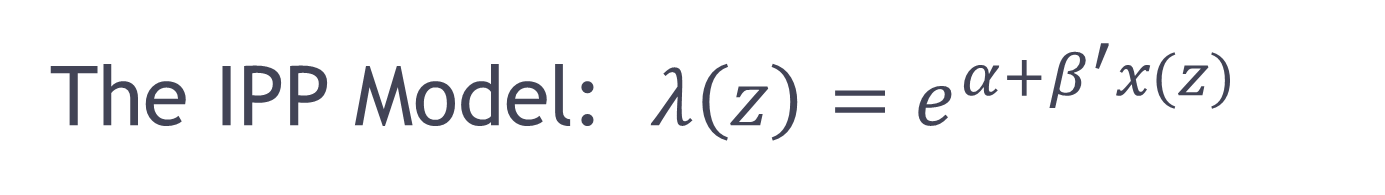 The IPP Model: λ(z) = e^{α+β′x(z)}